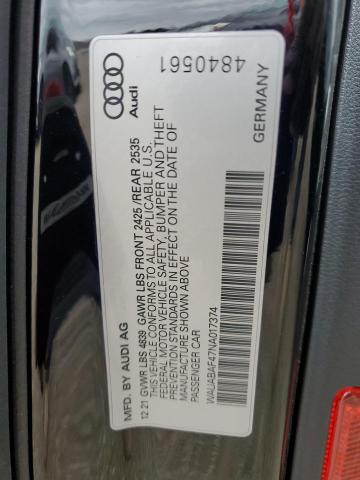 Audi
4840561
GERMANY
MFD. BY AUDI AG
12.21 GVWR LBS 4839 GAWR LBS FRONT 2425 /REAR 2535
THIS VEHICLE CONFORMS TO ALL APPLICABLE U.S.
FEDERAL MOTOR VEHICLE SAFETY, BUMPER AND THEFT
PREVENTION STANDARDS IN EFFECT ON THE DATE OF
MANUFACTURE SHOWN ABOVE
PASSENGER CAR
WAUABAF47NA017374